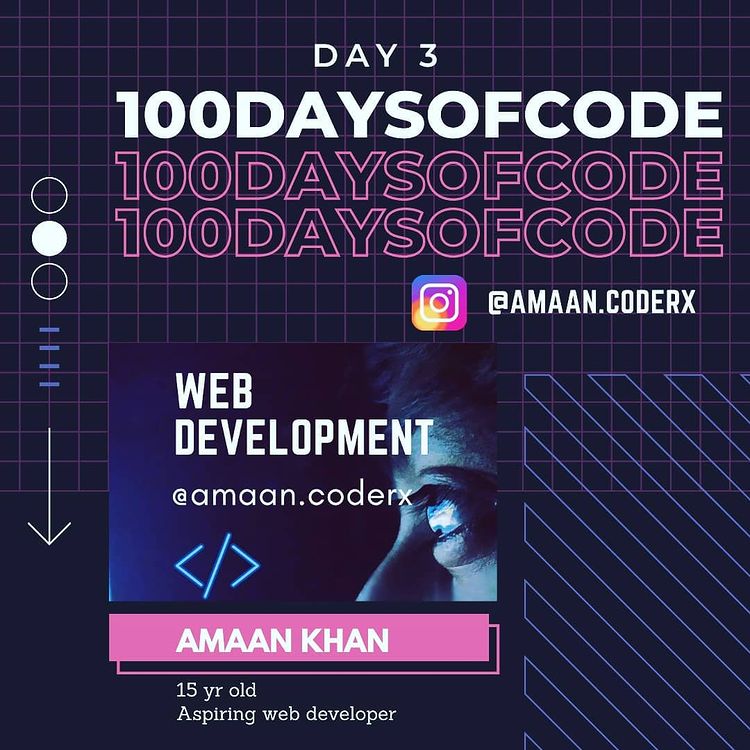 DAY 3
100DAYSOFCODE
100DAYSOFCODE
100DAYSOFCODE
@AMAAN.CODERX
WEB
DEVELOPMENT
@amaan.coderx
</>
AMAAN KHAN
15 yr old
Aspiring web developer